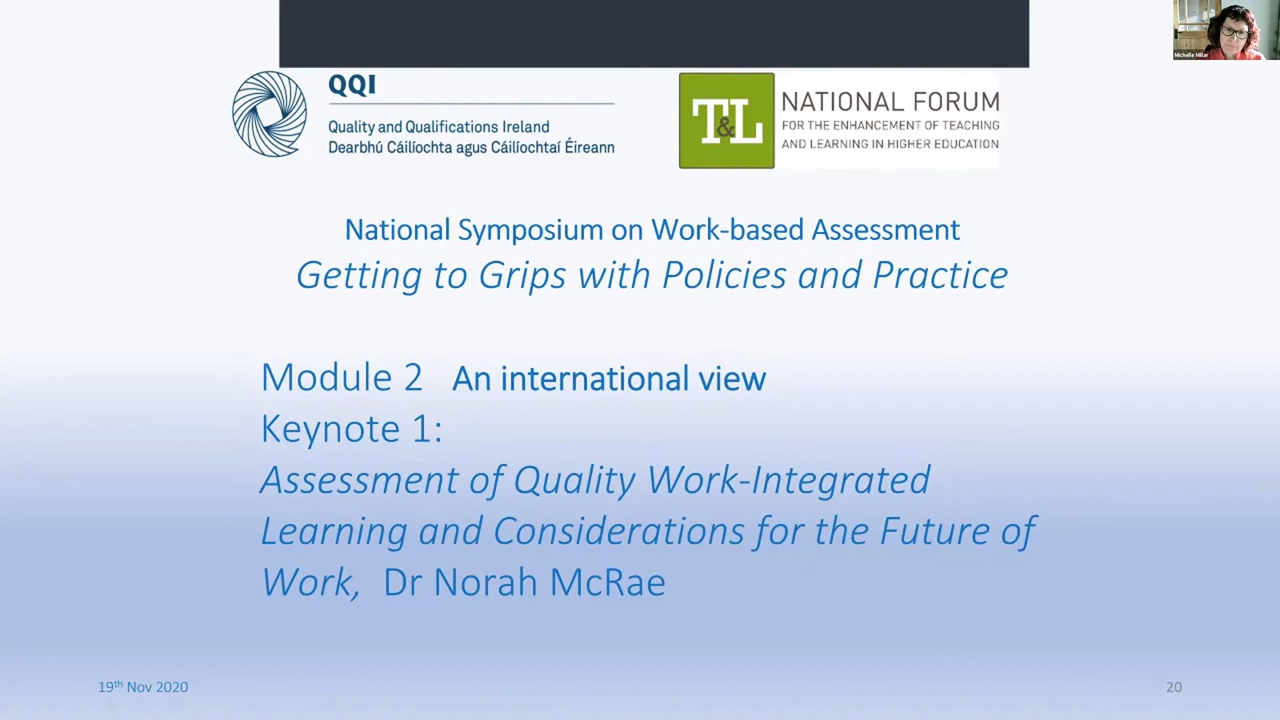 Michelle Millar
QQI
Quality and Qualifications Ireland
Dearbhú Cáilíochta agus Cáilíochtaí Éireann
T&L
NATIONAL FORUM
FOR THE ENHANCEMENT OF TEACHING
AND LEARNING IN HIGHER EDUCATION
National Symposium on Work-based Assessment
Getting to Grips with Policies and Practice
Module 2 An international view
Keynote 1:
Assessment of Quality Work-Integrated
Learning and Considerations for the Future of
Work, Dr Norah McRae
19th Nov 2020
20